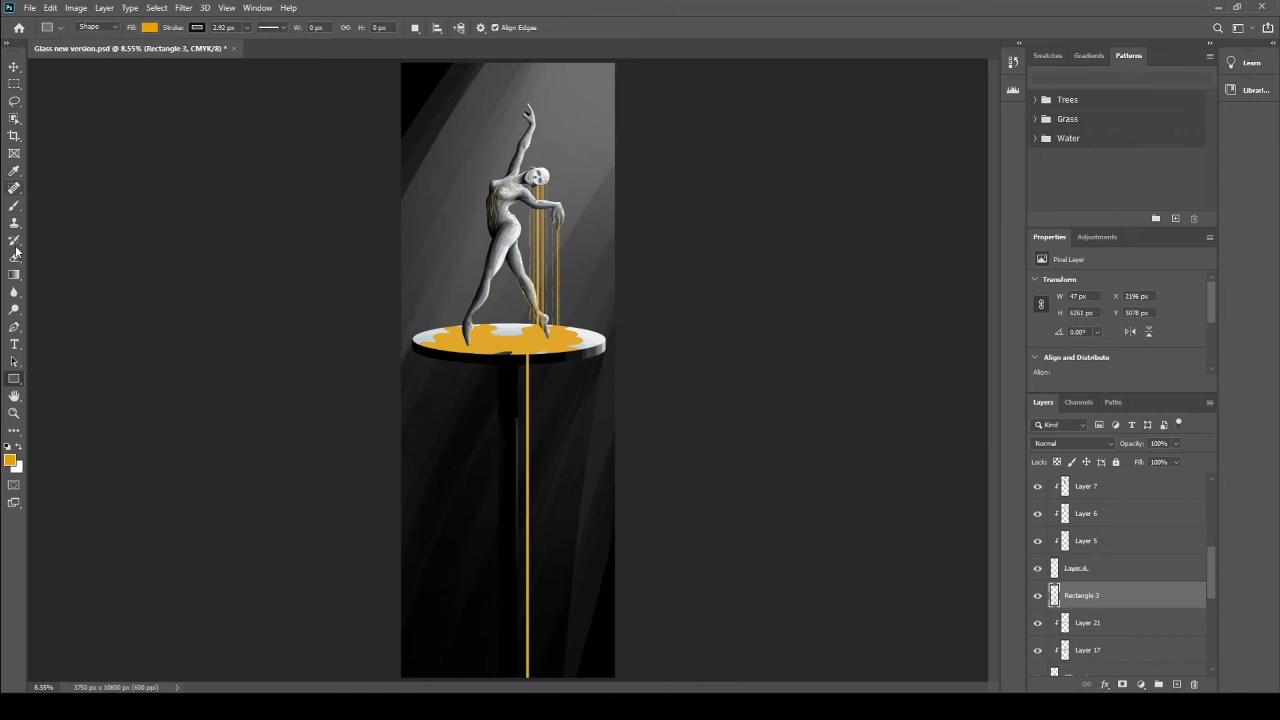 Ps File Edit Image Layer Type Select Filter 3D View Window Help
Shape Fill: Stroke: 2.92 px W: 0 px H: 0 px Align Edges
Glass new version.psd @ 8.55% (Rectangle 3, CMYK/8) *
Swatches Gradients Patterns
Learn
Librari...
Trees
Grass
Water
Properties Adjustments
Pixel Layer
Transform
W 47 px X 2196 px
H 6261 px Y 5078 px
0.00°
Align and Distribute
Align:
Layers Channels Paths
Kind
Normal Opacity: 100%
Lock: Fill: 100%
Layer 7
Layer 6
Layer 5
Layer 4
Rectangle 3
Layer 21
Layer 17
8.55% 3750 px x 10800 px (600 ppi)